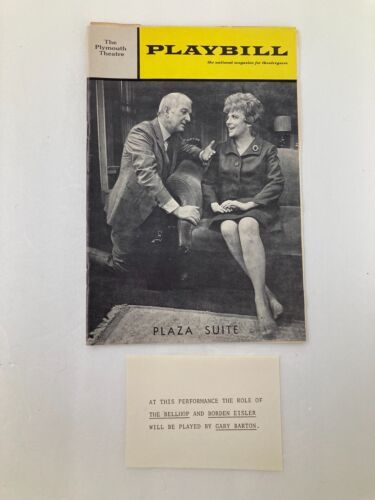 The
Plymouth
Theatre
PLAYBILL
the national magazine for theatregoers
PLAZA SUITE
AT THIS PERFORMANCE THE ROLE OF
THE BELLHOP AND BORDEN EISLER
WILL BE PLAYED BY GARY BARTON.